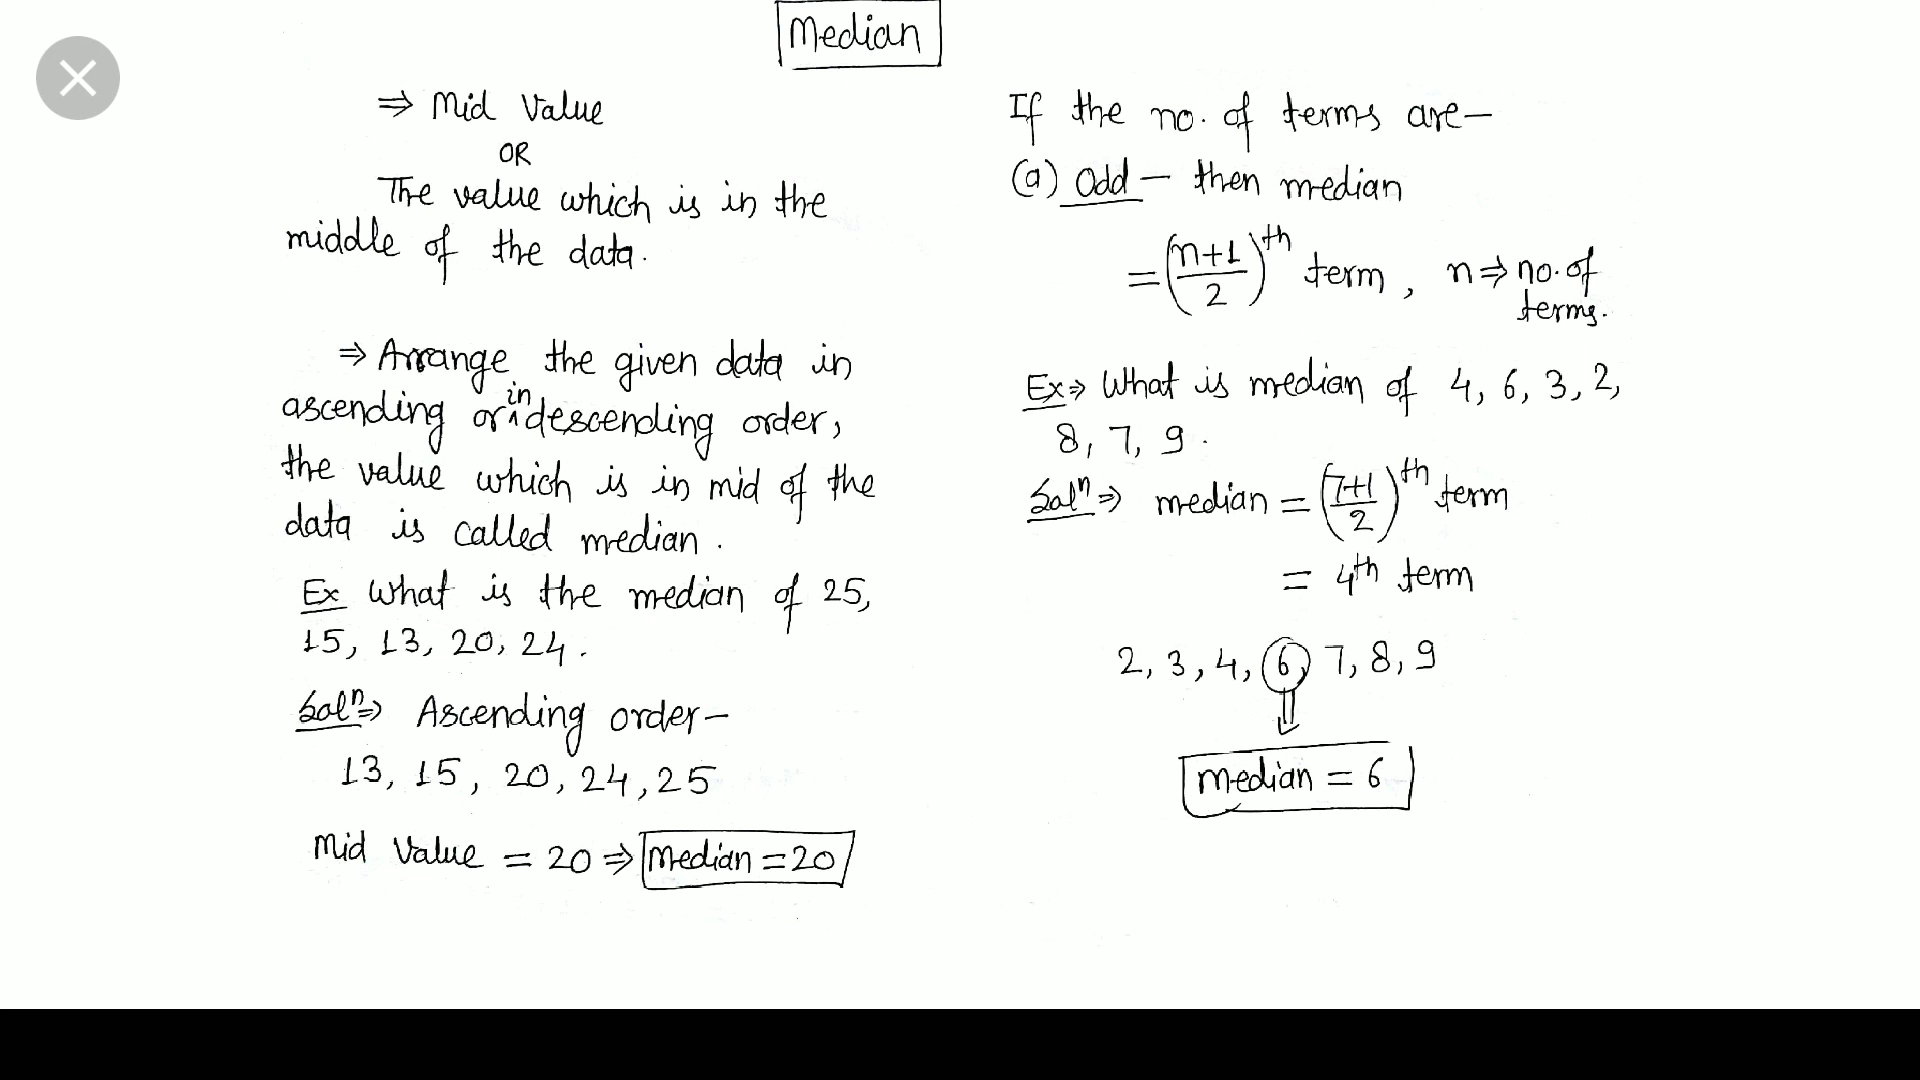 Median
⇒ Mid Value
OR
The value which is in the
middle of the data.
⇒ Arrange the given data in
ascending or in descending order,
the value which is in mid of the
data is called median.
Ex What is the median of 25,
15, 13, 20, 24.
Solⁿ⇒ Ascending order—
13, 15, 20, 24, 25
Mid Value = 20 ⇒ Median = 20
If the no. of terms are—
(a) Odd — then median
= ((n+1)/2)th term, n ⇒ no. of
terms.
Ex⇒ What is median of 4, 6, 3, 2,
8, 7, 9.
Solⁿ⇒ median = ((7+1)/2)th term
= 4th term
2, 3, 4, 6, 7, 8, 9
⇓
median = 6